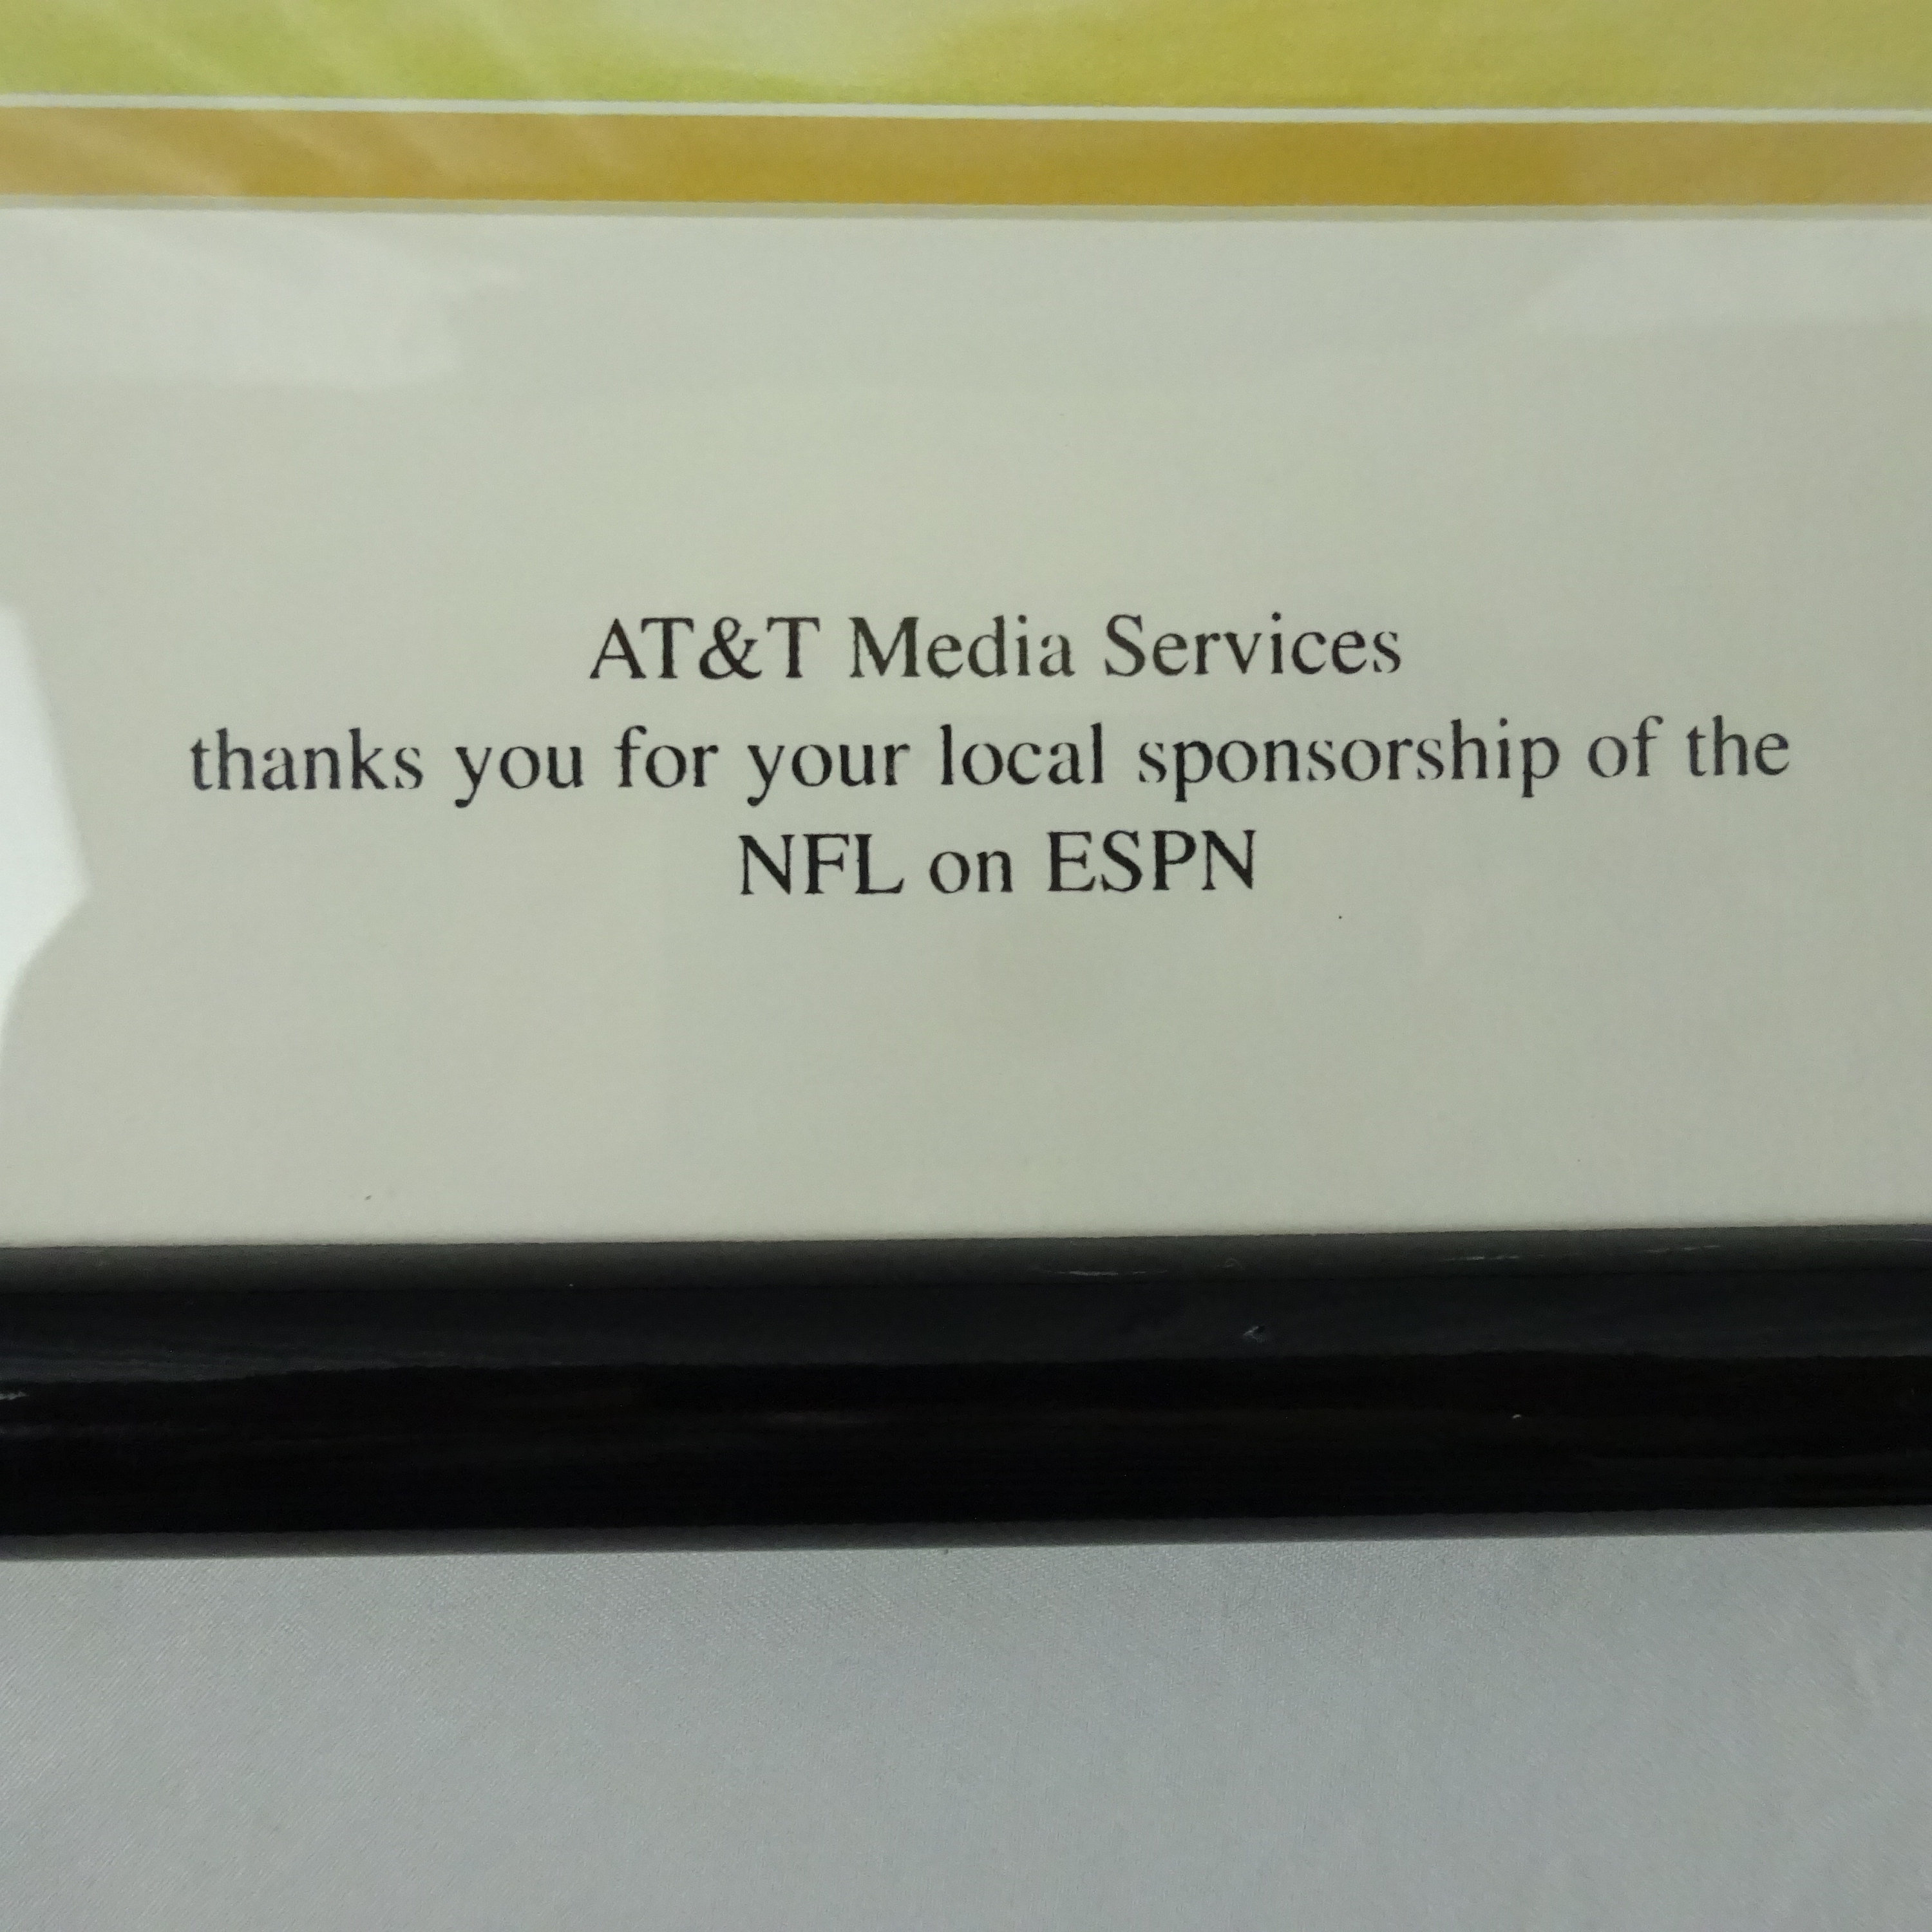 AT&T Media Services
thanks you for your local sponsorship of the
NFL on ESPN